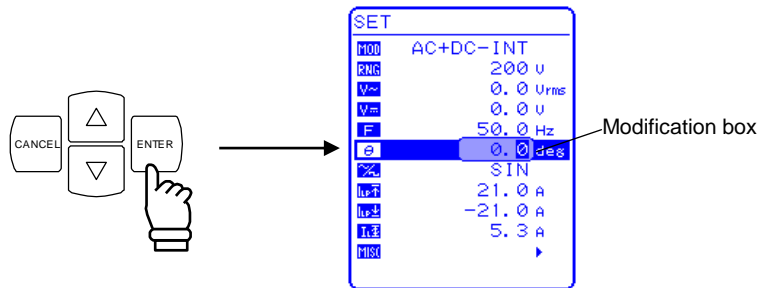 CANCEL
ENTER
SET
MOD AC+DC-INT
RNG 200 V
V~ 0.0 Vrms
V⎓ 0.0 V
F 50.0 Hz
θ 0.0 deg
SIN
21.0 A
-21.0 A
5.3 A
MISC
Modification box